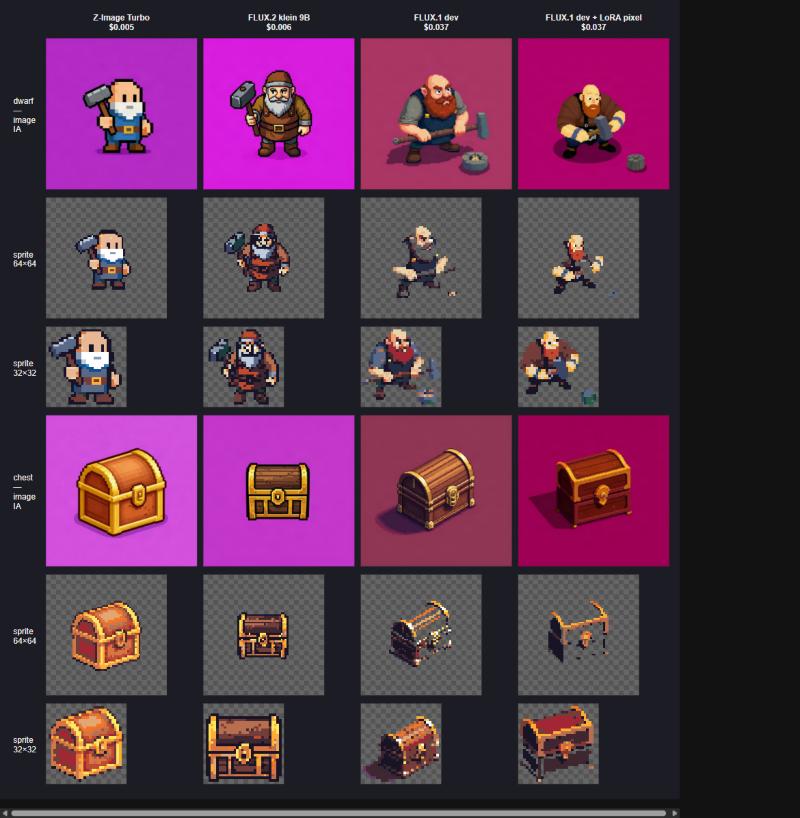 Z-Image Turbo
$0.005
FLUX.2 klein 9B
$0.006
FLUX.1 dev
$0.037
FLUX.1 dev + LoRA pixel
$0.037
dwarf
—
image
IA
sprite
64×64
sprite
32×32
chest
—
image
IA
sprite
64×64
sprite
32×32